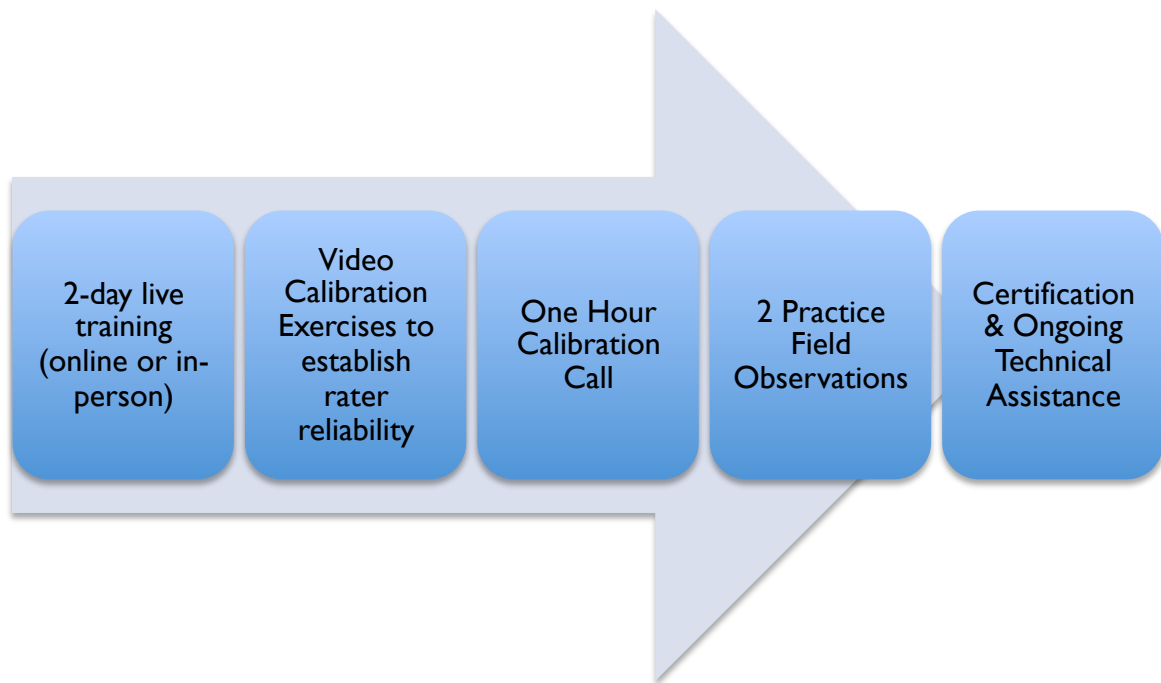 2-day live
training
(online or in-
person)
Video
Calibration
Exercises to
establish
rater
reliability
One Hour
Calibration
Call
2 Practice
Field
Observations
Certification
& Ongoing
Technical
Assistance